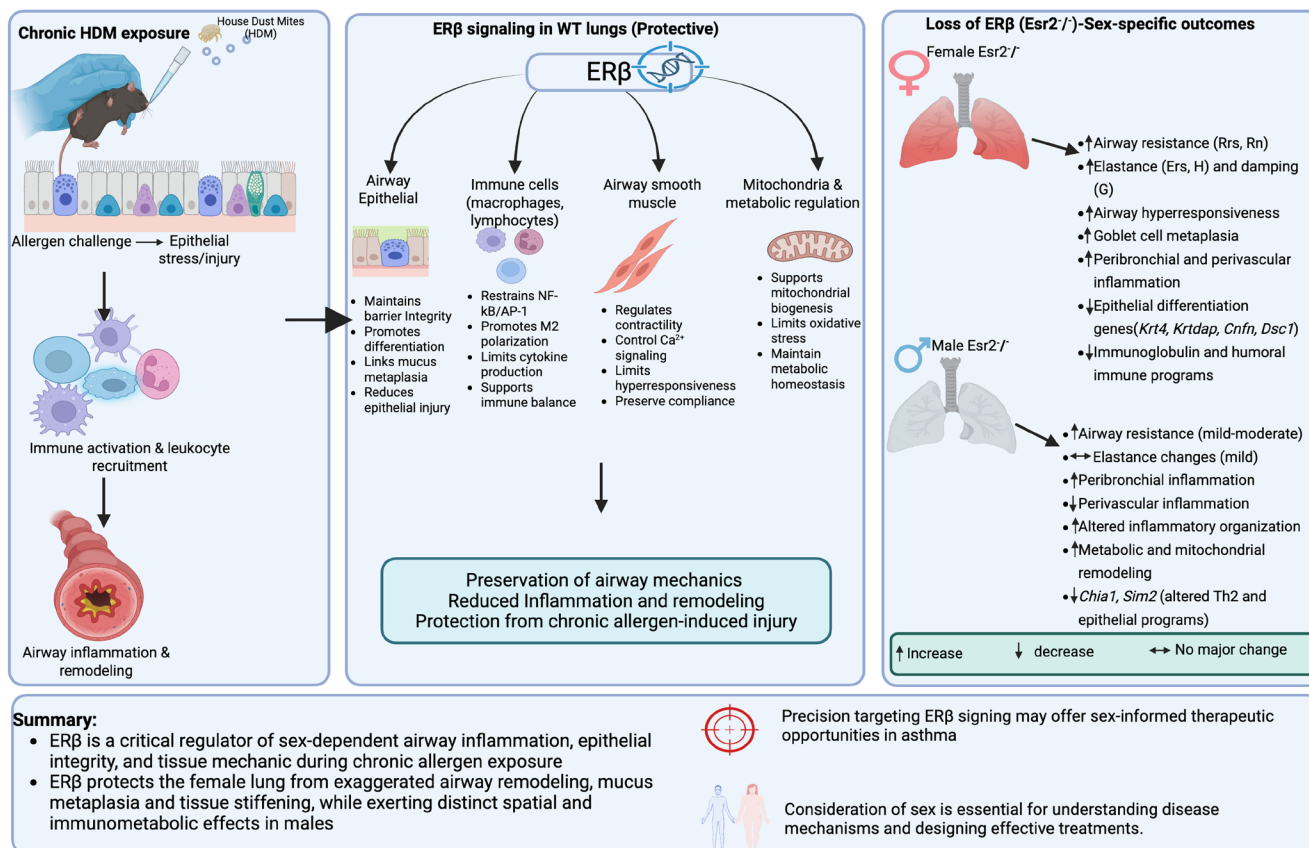 Chronic HDM exposure
House Dust Mites
(HDM)
Allergen challenge → Epithelial
stress/injury
Immune activation & leukocyte
recruitment
Airway inflammation &
remodeling
ERβ signaling in WT lungs (Protective)
ERβ
Airway
Epithelial
• Maintains
barrier Integrity
• Promotes
differentiation
• Links mucus
metaplasia
• Reduces
epithelial injury
Immune cells
(macrophages,
lymphocytes)
• Restrains NF-
kB/AP-1
• Promotes M2
polarization
• Limits cytokine
production
• Supports
immune balance
Airway smooth
muscle
• Regulates
contractility
• Control Ca²⁺
signaling
• Limits
hyperresponsiveness
• Preserve compliance
Mitochondria &
metabolic regulation
• Supports
mitochondrial
biogenesis
• Limits oxidative
stress
• Maintain
metabolic
homeostasis
Preservation of airway mechanics
Reduced Inflammation and remodeling
Protection from chronic allergen-induced injury
Loss of ERβ (Esr2⁻/⁻)-Sex-specific outcomes
Female Esr2⁻/⁻
•↑Airway resistance (Rrs, Rn)
•↑Elastance (Ers, H) and damping
(G)
•↑Airway hyperresponsiveness
•↑Goblet cell metaplasia
•↑Peribronchial and perivascular
inflammation
•↓Epithelial differentiation
genes(Krt4, Krtdap, Cnfn, Dsc1)
•↓Immunoglobulin and humoral
immune programs
Male Esr2⁻/⁻
•↑Airway resistance (mild-moderate)
•↔Elastance changes (mild)
•↑Peribronchial inflammation
•↓Perivascular inflammation
•↑Altered inflammatory organization
•↑Metabolic and mitochondrial
remodeling
•↓Chia1, Sim2 (altered Th2 and
epithelial programs)
↑ Increase ↓ decrease ↔ No major change
Summary:
• ERβ is a critical regulator of sex-dependent airway inflammation, epithelial
integrity, and tissue mechanic during chronic allergen exposure
• ERβ protects the female lung from exaggerated airway remodeling, mucus
metaplasia and tissue stiffening, while exerting distinct spatial and
immunometabolic effects in males
Precision targeting ERβ signing may offer sex-informed therapeutic
opportunities in asthma
Consideration of sex is essential for understanding disease
mechanisms and designing effective treatments.